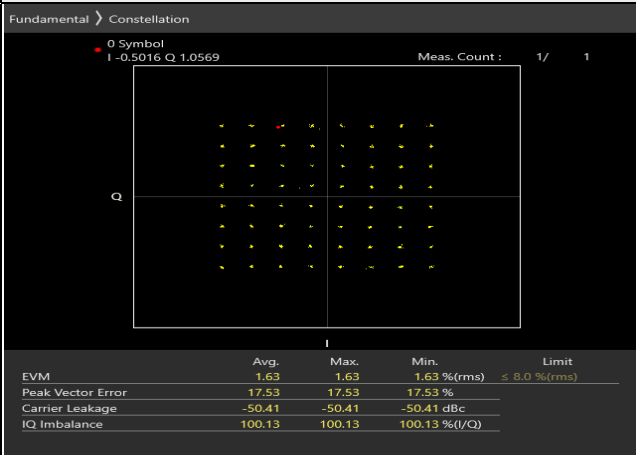 Fundamental 》 Constellation
0 Symbol
I -0.5016 Q 1.0569 Meas. Count : 1/ 1
Q
I
Avg. Max. Min. Limit
EVM 1.63 1.63 1.63 %(rms) ≤ 8.0 %(rms)
Peak Vector Error 17.53 17.53 17.53 %
Carrier Leakage -50.41 -50.41 -50.41 dBc
IQ Imbalance 100.13 100.13 100.13 %(I/Q)